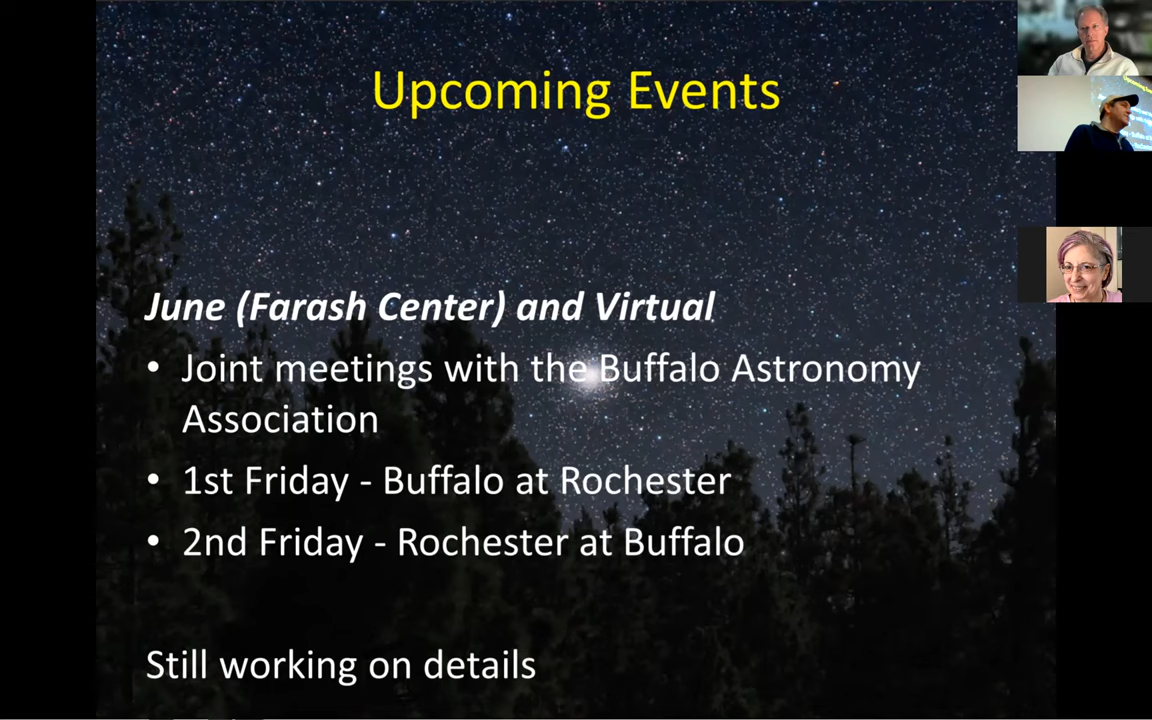 Upcoming Events
June (Farash Center) and Virtual
• Joint meetings with the Buffalo Astronomy
Association
• 1st Friday - Buffalo at Rochester
• 2nd Friday - Rochester at Buffalo
Still working on details